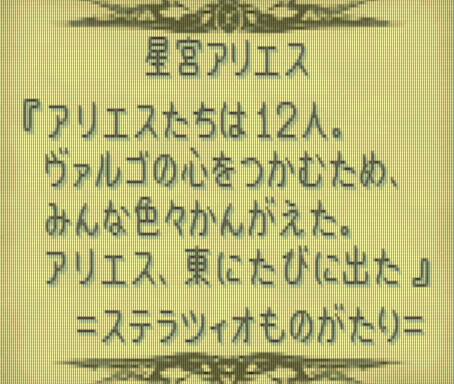 星宮アリエス
『アリエスたちは12人。
ヴァルゴの心をつかむため、
みんな色々かんがえた。
アリエス、東にたびに出た』
=ステラツィオものがたり=